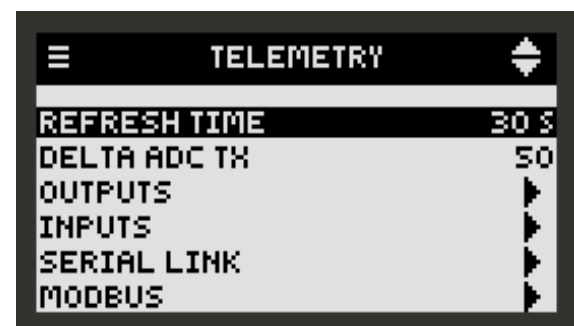 TELEMETRY
REFRESH TIME 30 S
DELTA ADC TX 50
OUTPUTS
INPUTS
SERIAL LINK
MODBUS